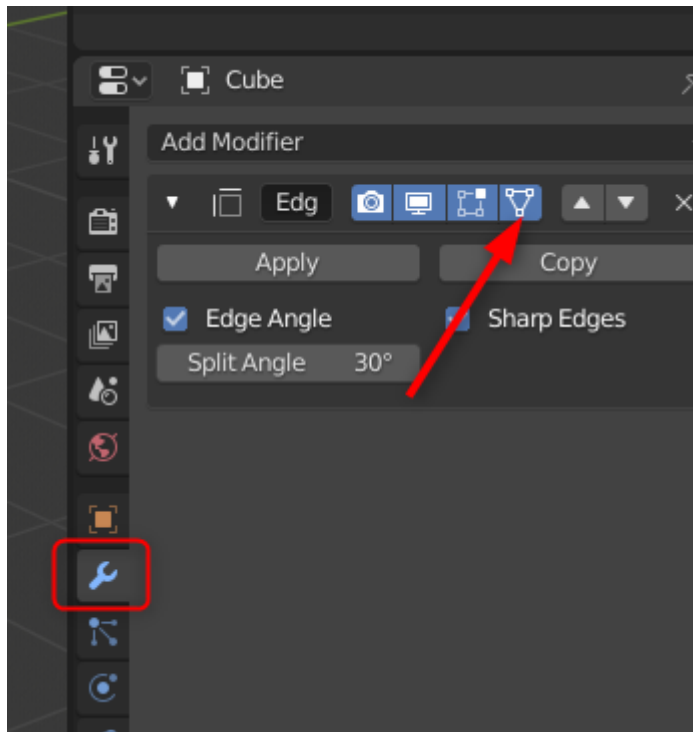 Cube
Add Modifier
Edg
Apply Copy
Edge Angle Sharp Edges
Split Angle 30°